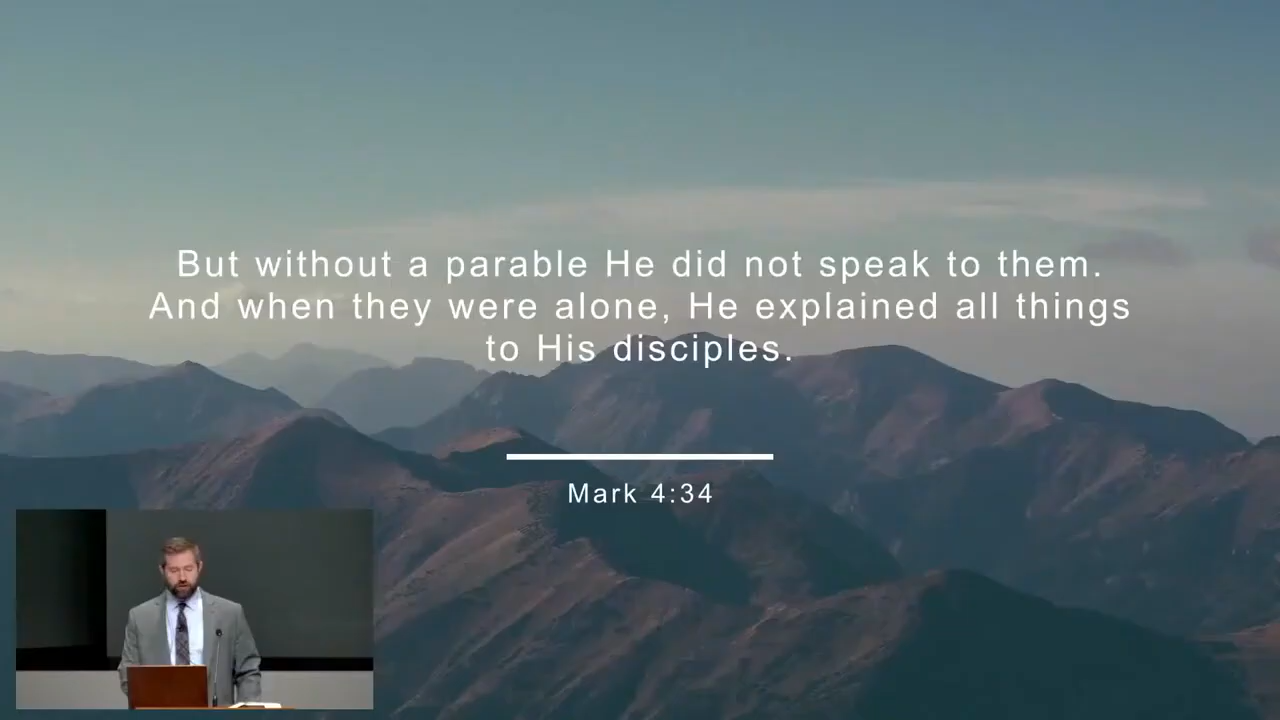 But without a parable He did not speak to them.
And when they were alone, He explained all things
to His disciples.
Mark 4:34